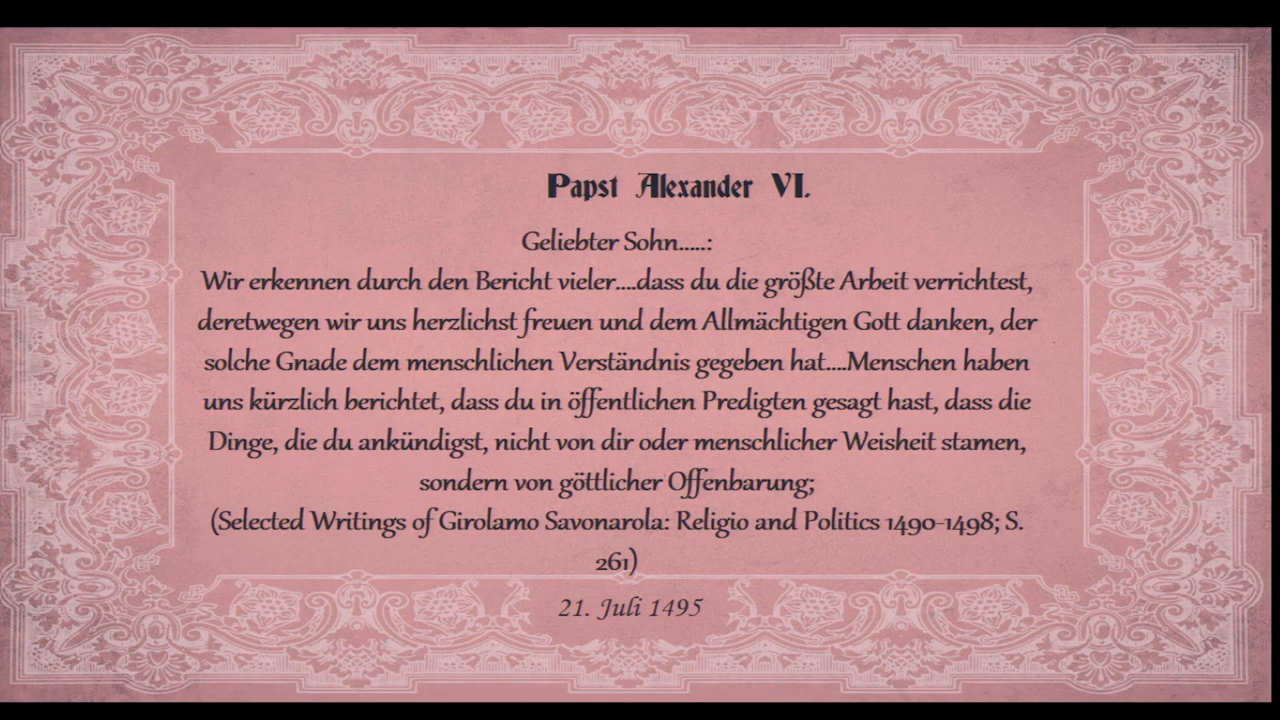 Papst Alexander VI.
Geliebter Sohn.....:
Wir erkennen durch den Bericht vieler....dass du die größte Arbeit verrichtest,
deretwegen wir uns herzlichst freuen und dem Allmächtigen Gott danken, der
solche Gnade dem menschlichen Verständnis gegeben hat....Menschen haben
uns kürzlich berichtet, dass du in öffentlichen Predigten gesagt hast, dass die
Dinge, die du ankündigst, nicht von dir oder menschlicher Weisheit stamen,
sondern von göttlicher Offenbarung;
(Selected Writings of Girolamo Savonarola: Religio and Politics 1490-1498; S.
261)
21. Juli 1495